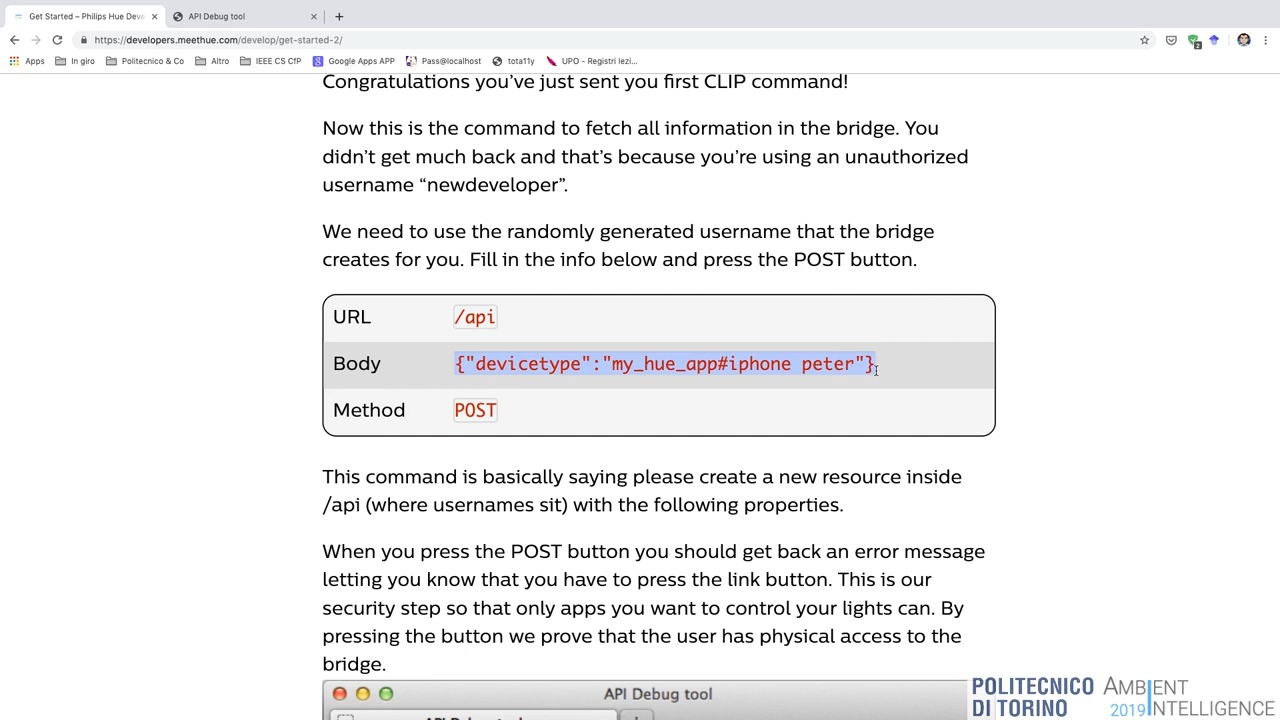 Get Started – Philips Hue Deve
API Debug tool
https://developers.meethue.com/develop/get-started-2/
Apps
In giro
Politecnico & Co
Altro
IEEE CS CfP
Google Apps APP
Pass@localhost
tota11y
UPO - Registri lezi...
Congratulations you’ve just sent you first CLIP command!
Now this is the command to fetch all information in the bridge. You
didn’t get much back and that’s because you’re using an unauthorized
username “newdeveloper”.
We need to use the randomly generated username that the bridge
creates for you. Fill in the info below and press the POST button.
URL /api
Body {"devicetype":"my_hue_app#iphone peter"}
Method POST
This command is basically saying please create a new resource inside
/api (where usernames sit) with the following properties.
When you press the POST button you should get back an error message
letting you know that you have to press the link button. This is our
security step so that only apps you want to control your lights can. By
pressing the button we prove that the user has physical access to the
bridge.
API Debug tool
POLITECNICO
DI TORINO
AMBIENT
2019 INTELLIGENCE